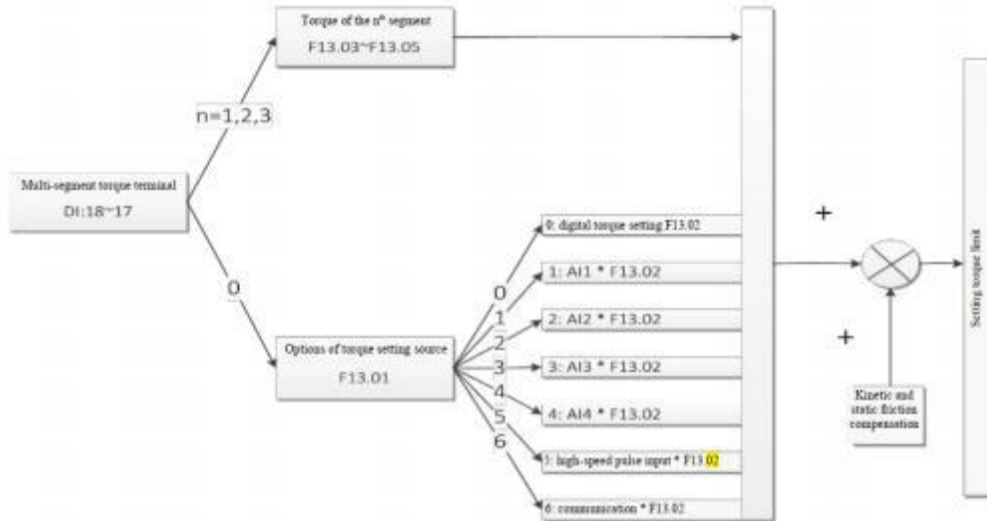 Torque of the nth segment
F13.03~F13.05
n=1,2,3
Multi-segment torque terminal
DI:18~17
0
Options of torque setting source
F13.01
0
1
2
3
4
5
6
0: digital torque setting F13.02
1: AI1 * F13.02
2: AI2 * F13.02
3: AI3 * F13.02
4: AI4 * F13.02
5: high-speed pulse input * F13.02
6: communication * F13.02
+
+
Kinetic and
static friction
compensation
Setting torque limit